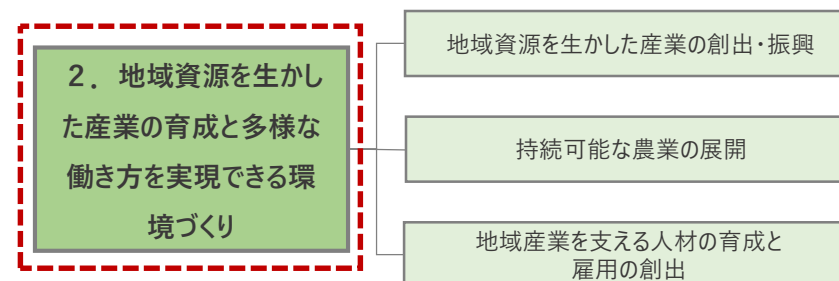 ２．地域資源を生かし
た産業の育成と多様な
働き方を実現できる環
境づくり
地域資源を生かした産業の創出・振興
持続可能な農業の展開
地域産業を支える人材の育成と
雇用の創出